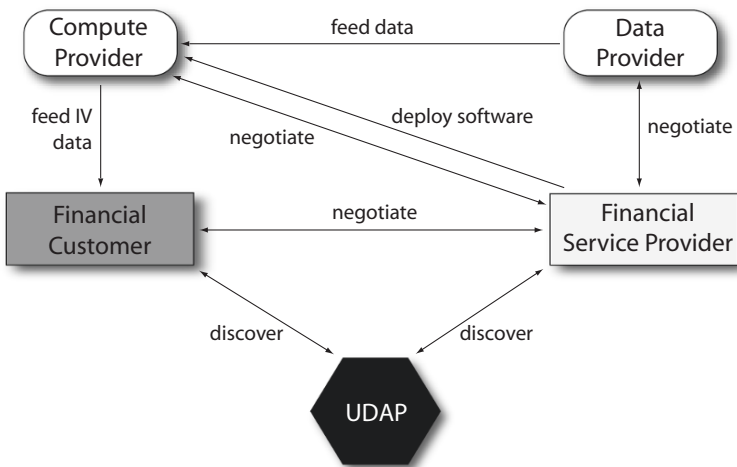 Compute
Provider
feed data
Data
Provider
feed IV
data
deploy software
negotiate
negotiate
Financial
Customer
negotiate
Financial
Service Provider
discover
discover
UDAP